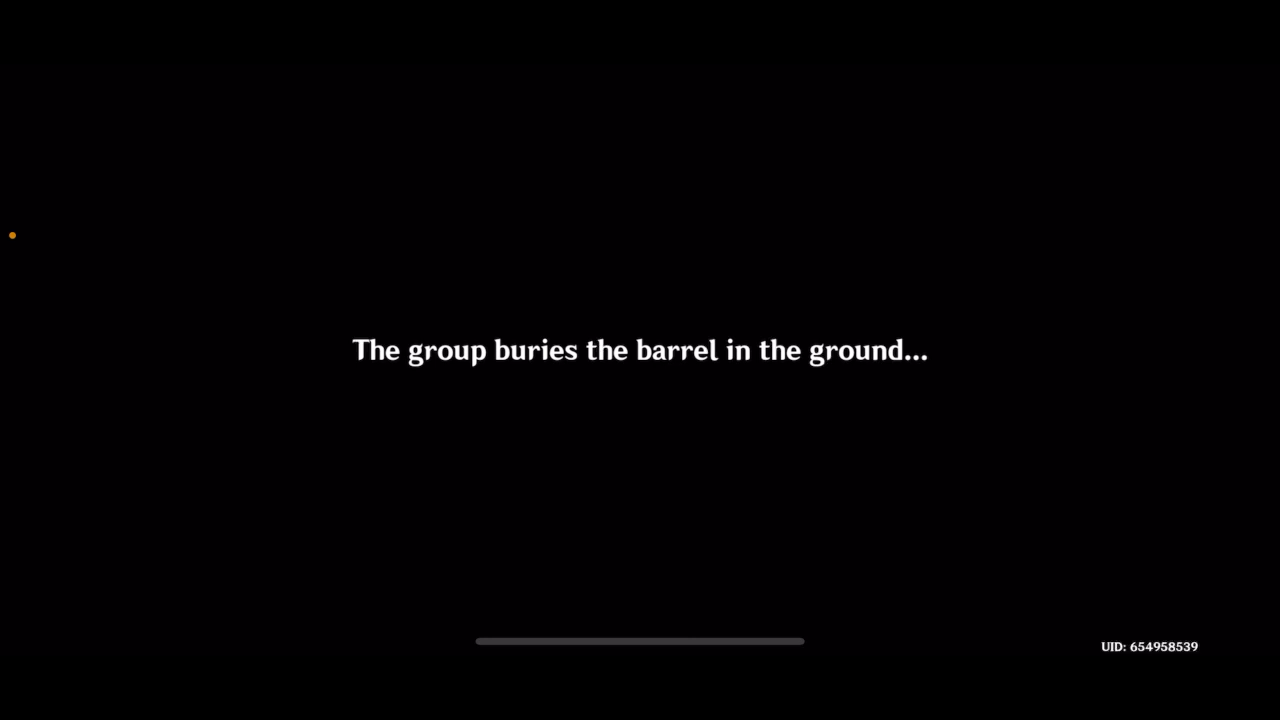 The group buries the barrel in the ground...
UID: 654958539